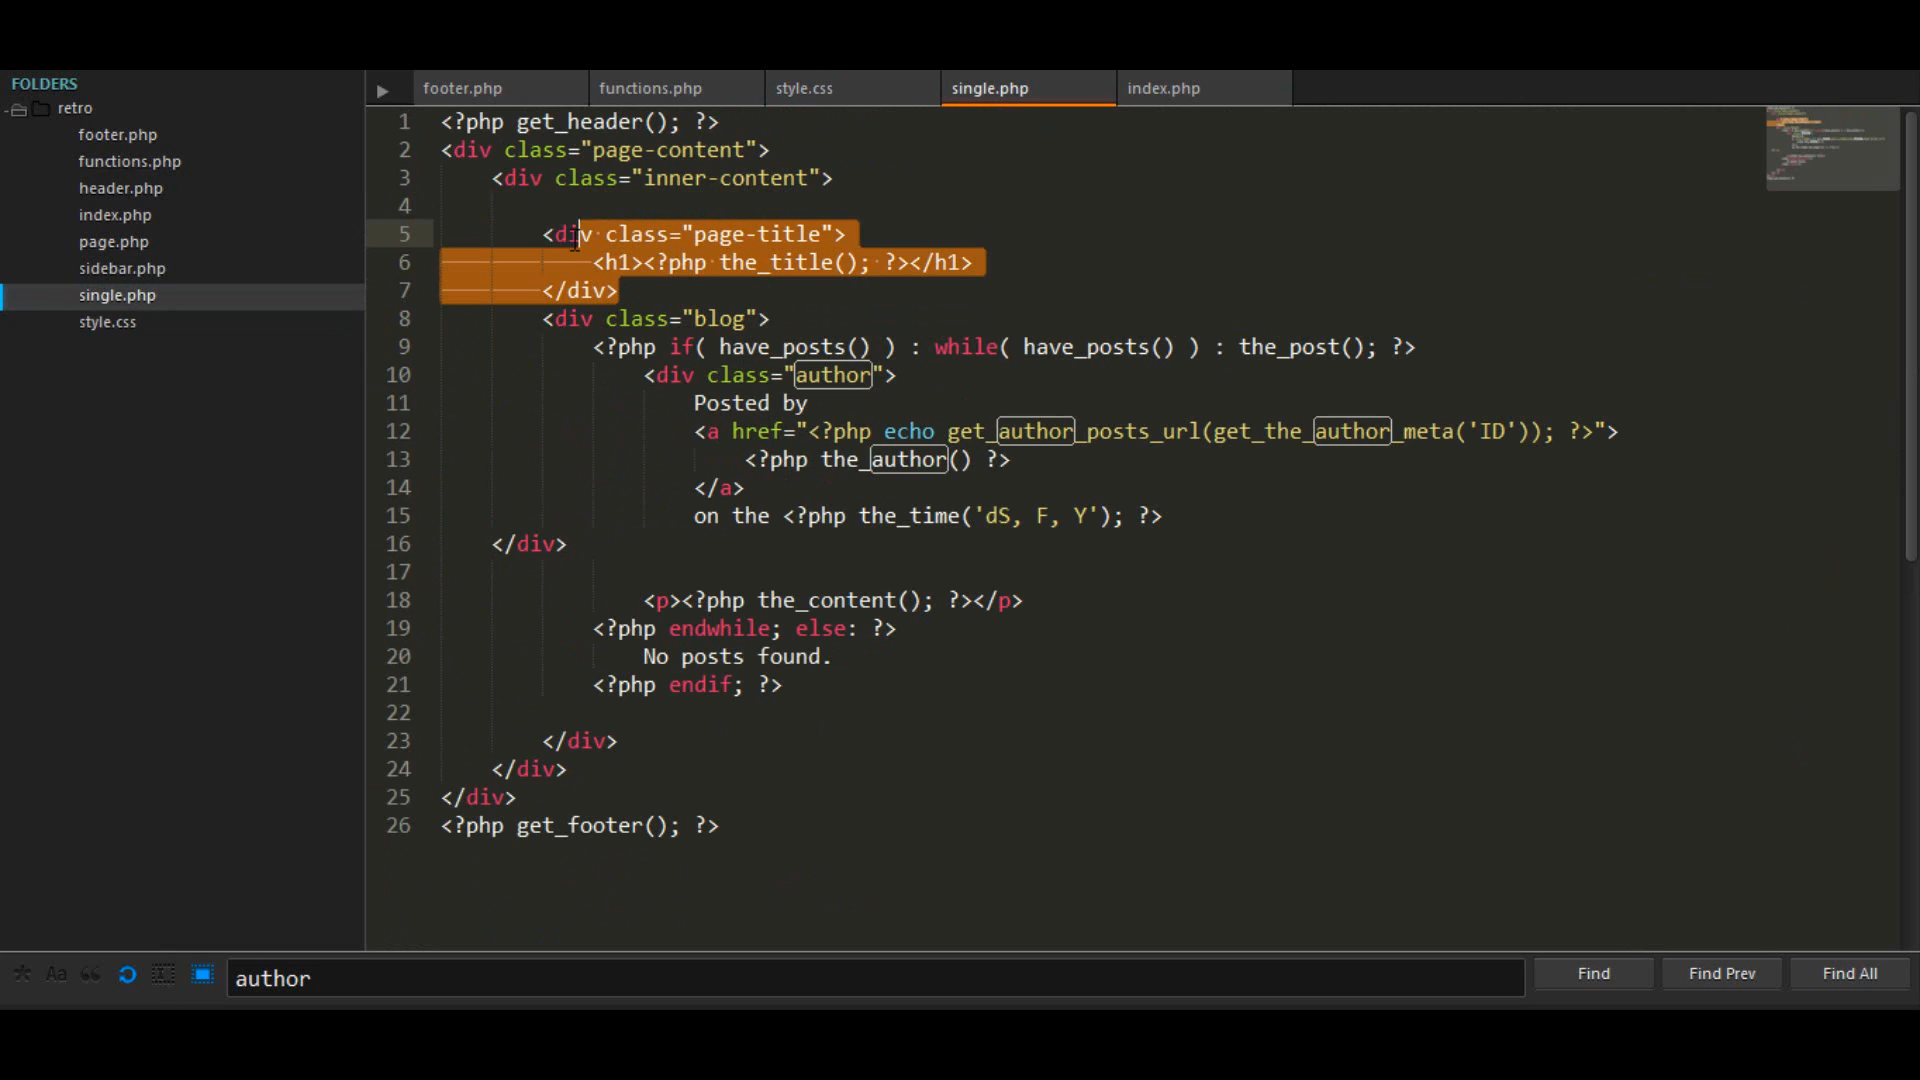 FOLDERS
retro
footer.php
functions.php
header.php
index.php
page.php
sidebar.php
single.php
style.css
footer.php
functions.php
style.css
single.php
index.php
1 <?php get_header(); ?>
2 <div class="page-content">
3 <div class="inner-content">
4
5 <div class="page-title">
6 <h1><?php the_title(); ?></h1>
7 </div>
8 <div class="blog">
9 <?php if( have_posts() ) : while( have_posts() ) : the_post(); ?>
10 <div class="author">
11 Posted by
12 <a href="<?php echo get_author_posts_url(get_the_author_meta('ID')); ?>">
13 <?php the_author() ?>
14 </a>
15 on the <?php the_time('dS, F, Y'); ?>
16 </div>
17
18 <p><?php the_content(); ?></p>
19 <?php endwhile; else: ?>
20 No posts found.
21 <?php endif; ?>
22
23 </div>
24 </div>
25 </div>
26 <?php get_footer(); ?>
Aa
author
Find
Find Prev
Find All